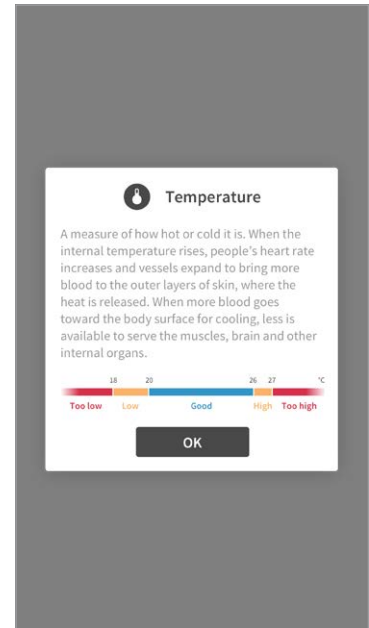 Temperature
A measure of how hot or cold it is. When the
internal temperature rises, people's heart rate
increases and vessels expand to bring more
blood to the outer layers of skin, where the
heat is released. When more blood goes
toward the body surface for cooling, less is
available to serve the muscles, brain and other
internal organs.
18 20 26 27 °C
Too low Low Good High Too high
OK